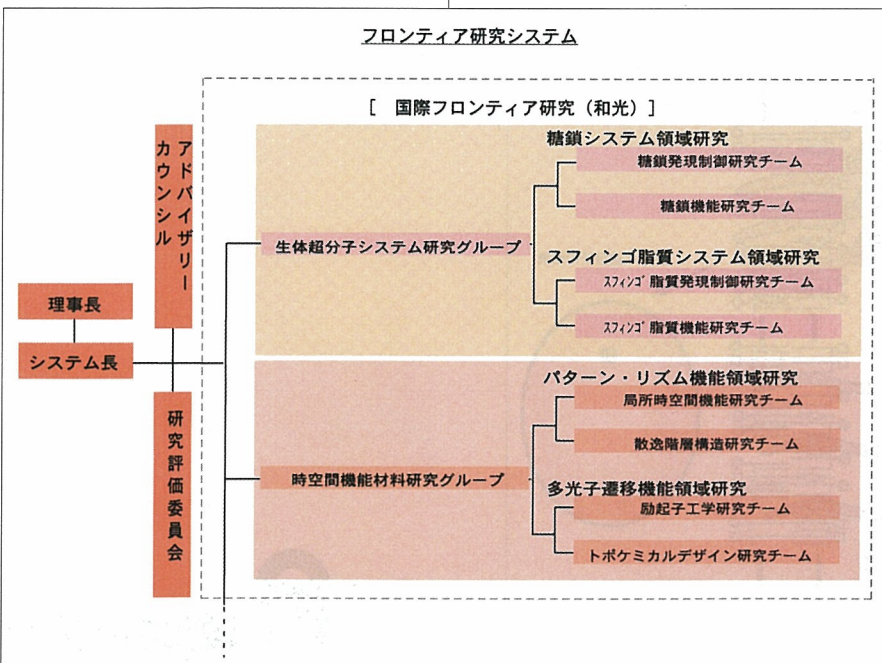 フロンティア研究システム
[ 国際フロンティア研究（和光）]
アドバイザリー
カウンシル
理事長
システム長
研究評価委員会
生体超分子システム研究グループ
糖鎖システム領域研究
糖鎖発現制御研究チーム
糖鎖機能研究チーム
スフィンゴ脂質システム領域研究
ｽﾌｨﾝｺﾞ脂質発現制御研究チーム
ｽﾌｨﾝｺﾞ脂質機能研究チーム
時空間機能材料研究グループ
パターン・リズム機能領域研究
局所時空間機能研究チーム
散逸階層構造研究チーム
多光子遷移機能領域研究
励起子工学研究チーム
トポケミカルデザイン研究チーム